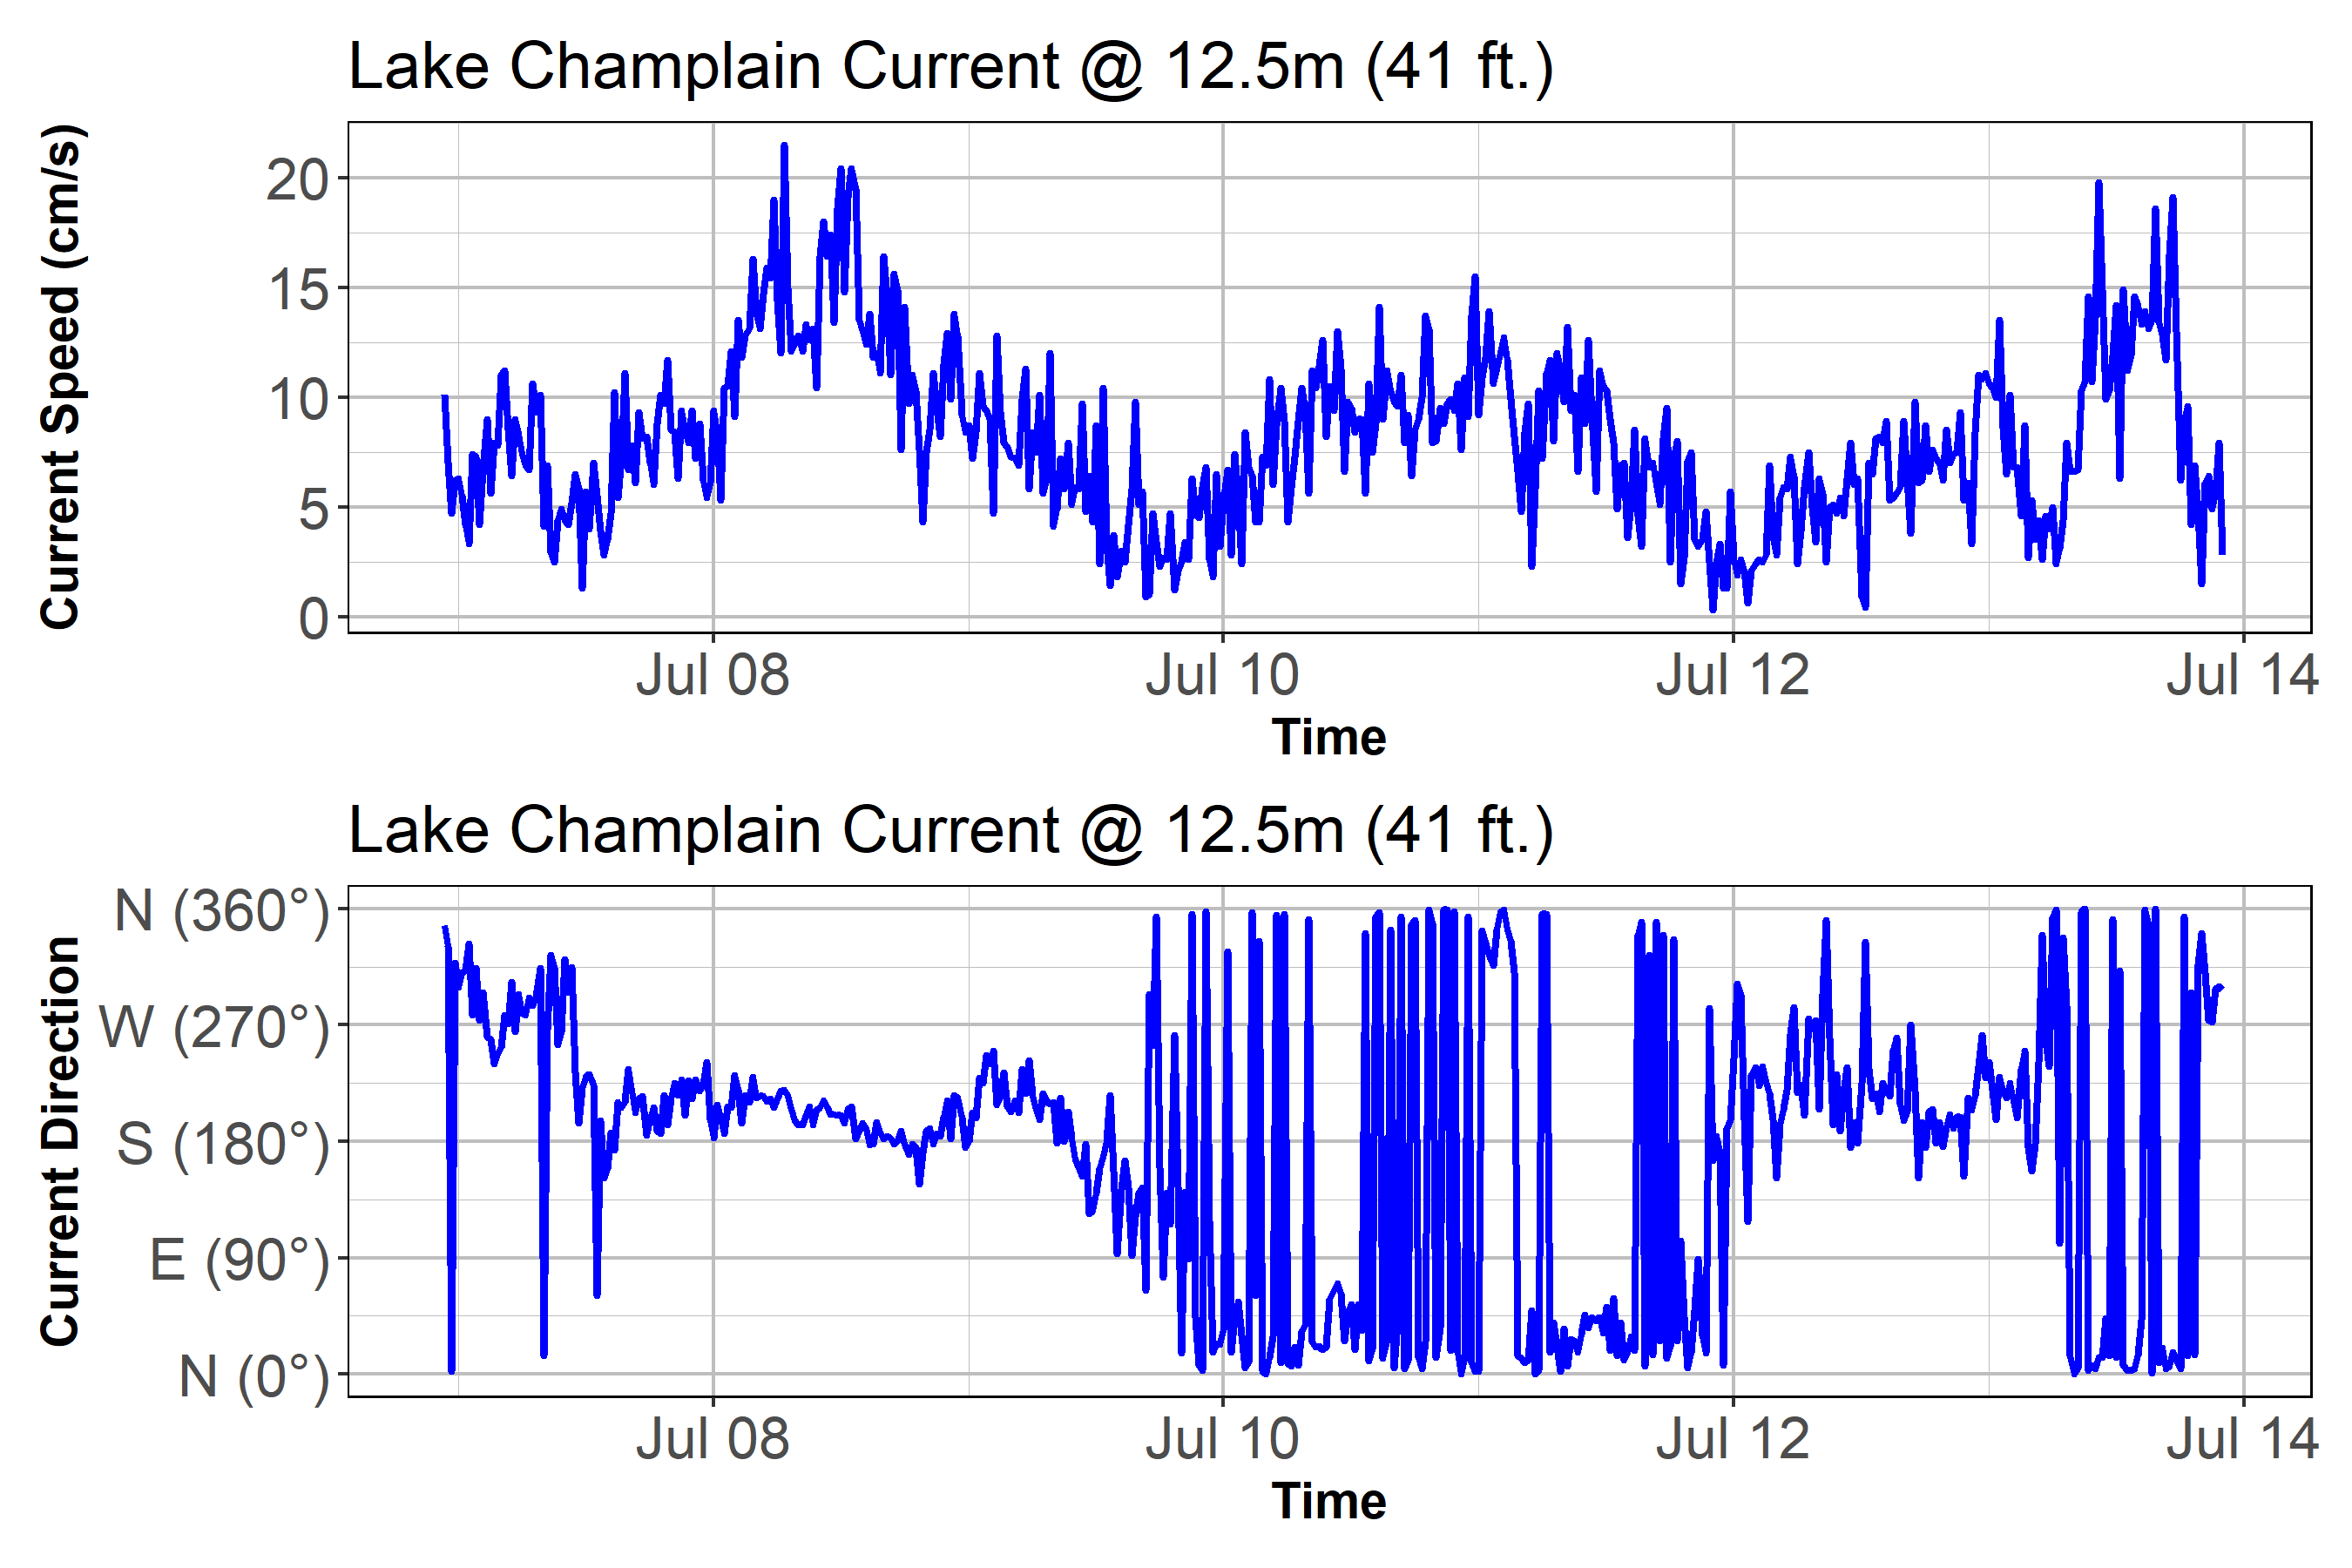 Lake Champlain Current @ 12.5m (41 ft.)
Current Speed (cm/s)
20
15
10
5
0
Jul 08 Jul 10 Jul 12 Jul 14
Time
Lake Champlain Current @ 12.5m (41 ft.)
Current Direction
N (360°)
W (270°)
S (180°)
E (90°)
N (0°)
Jul 08 Jul 10 Jul 12 Jul 14
Time